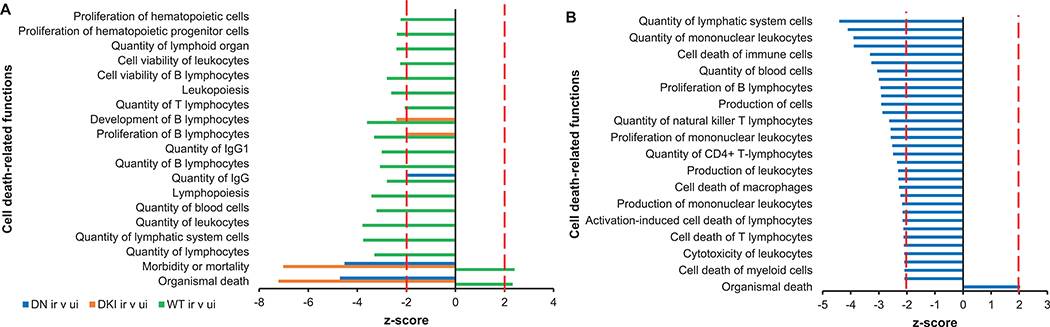 A
Cell death-related functions
Proliferation of hematopoietic cells
Proliferation of hematopoietic progenitor cells
Quantity of lymphoid organ
Cell viability of leukocytes
Cell viability of B lymphocytes
Leukopoiesis
Quantity of T lymphocytes
Development of B lymphocytes
Proliferation of B lymphocytes
Quantity of IgG1
Quantity of B lymphocytes
Quantity of IgG
Lymphopoiesis
Quantity of blood cells
Quantity of leukocytes
Quantity of lymphatic system cells
Quantity of lymphocytes
Morbidity or mortality
Organismal death
-8 -6 -4 -2 0 2 4
z-score
DN ir v ui DKI ir v ui WT ir v ui
B
Cell death-related functions
Quantity of lymphatic system cells
Quantity of mononuclear leukocytes
Cell death of immune cells
Quantity of blood cells
Proliferation of B lymphocytes
Production of cells
Quantity of natural killer T lymphocytes
Proliferation of mononuclear leukocytes
Quantity of CD4+ T-lymphocytes
Production of leukocytes
Cell death of macrophages
Production of mononuclear leukocytes
Activation-induced cell death of lymphocytes
Cell death of T lymphocytes
Cytotoxicity of leukocytes
Cell death of myeloid cells
Organismal death
-5 -4 -3 -2 -1 0 1 2 3
z-score